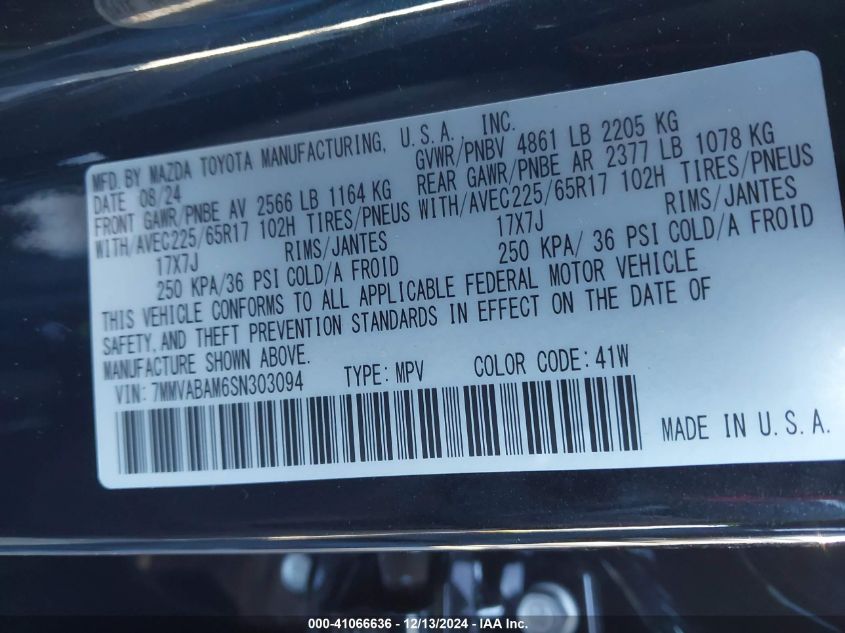 MFD. BY MAZDA TOYOTA MANUFACTURING, U.S.A., INC.
DATE 08/24 GVWR/PNBV 4861 LB 2205 KG
FRONT GAWR/PNBE AV 2566 LB 1164 KG REAR GAWR/PNBE AR 2377 LB 1078 KG
WITH/AVEC225/65R17 102H TIRES/PNEUS WITH/AVEC225/65R17 102H TIRES/PNEUS
17X7J RIMS/JANTES 17X7J RIMS/JANTES
250 KPA/36 PSI COLD/A FROID 250 KPA/ 36 PSI COLD/A FROID
THIS VEHICLE CONFORMS TO ALL APPLICABLE FEDERAL MOTOR VEHICLE
SAFETY, AND THEFT PREVENTION STANDARDS IN EFFECT ON THE DATE OF
MANUFACTURE SHOWN ABOVE.
VIN: 7MMVABAM6SN303094 TYPE: MPV COLOR CODE: 41W
MADE IN U.S.A.
000-41066636 - 12/13/2024 - IAA Inc.